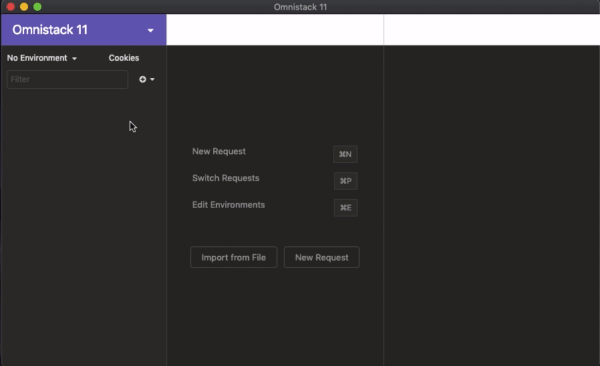 Omnistack 11
Omnistack 11
No Environment
Cookies
Filter
New Request
⌘N
Switch Requests
⌘P
Edit Environments
⌘E
Import from File
New Request